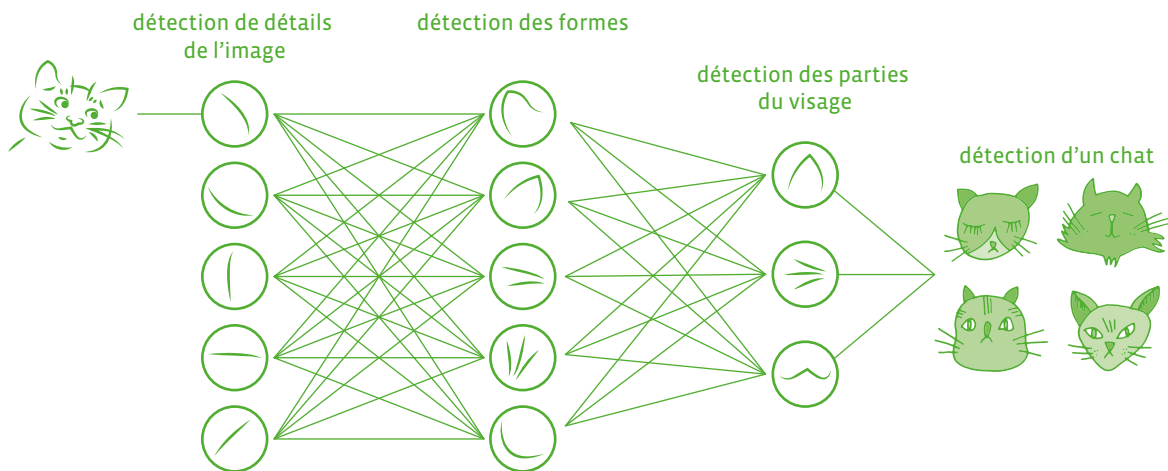 détection de détails
de l'image
détection des formes
détection des parties
du visage
détection d'un chat